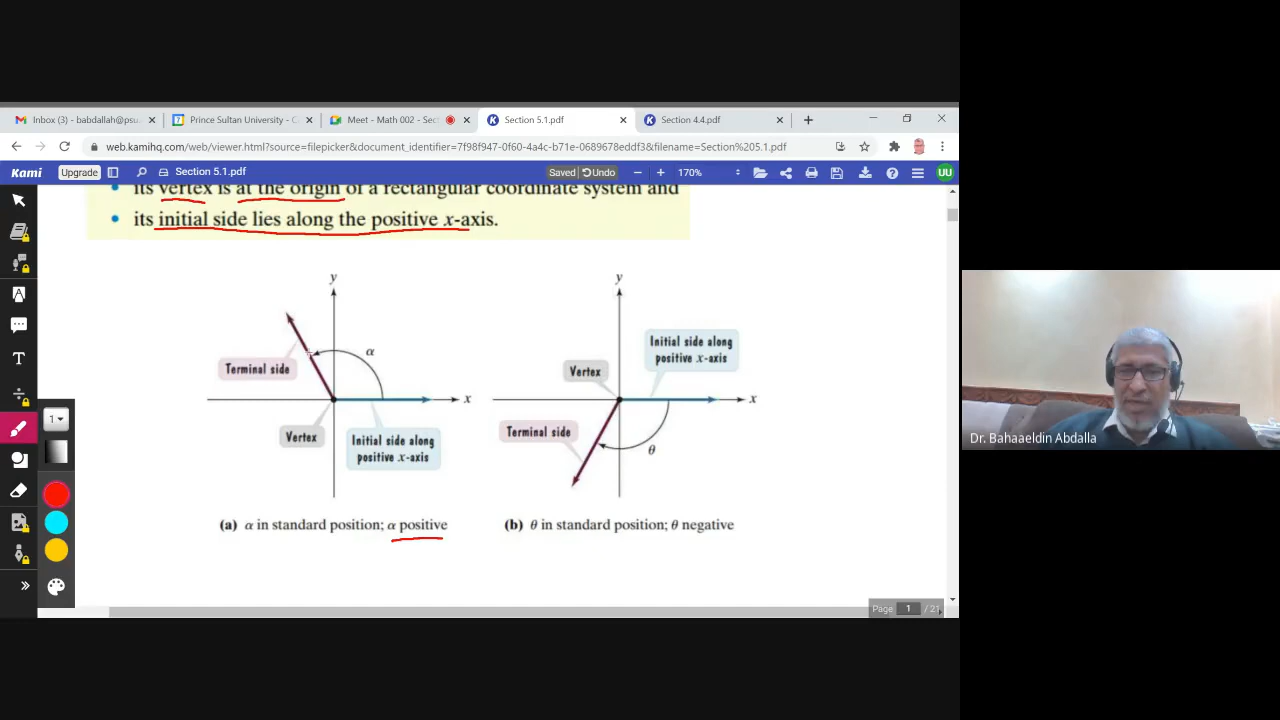 Inbox (3) - babdallah@psu
Prince Sultan University - C
Meet - Math 002 - Sec
Section 5.1.pdf
Section 4.4.pdf
web.kamihq.com/web/viewer.html?source=filepicker&document_identifier=7f98f947-0f60-4a4c-b71e-0689678eddf3&filename=Section%205.1.pdf
Kami Upgrade Section 5.1.pdf Saved Undo 170% UU
• its vertex is at the origin of a rectangular coordinate system and
• its initial side lies along the positive x-axis.
y
α
Terminal side
x
Vertex
Initial side along
positive x-axis
(a) α in standard position; α positive
y
Initial side along
positive x-axis
Vertex
x
Terminal side
θ
(b) θ in standard position; θ negative
1
Page 1 / 21
Dr. Bahaaeldin Abdalla